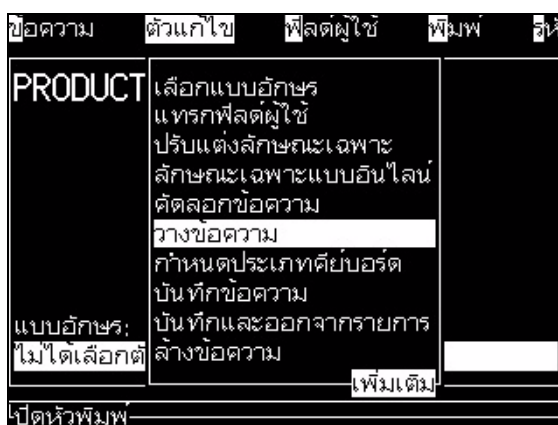 ข้อความ ตัวแก้ไข ฟิลด์ผู้ใช้ พิมพ์
PRODUCT
เลือกแบบอักษร
แทรกฟิลด์ผู้ใช้
ปรับแต่งลักษณะเฉพาะ
ลักษณะเฉพาะแบบอินไลน์
คัดลอกข้อความ
วางข้อความ
กำหนดประเภทคีย์บอร์ด
บันทึกข้อความ
บันทึกและออกจากรายการ
ล้างข้อความ
เพิ่มเติม
แบบอักษร:
ไม่ได้เลือกตั
ปิดหัวพิมพ์